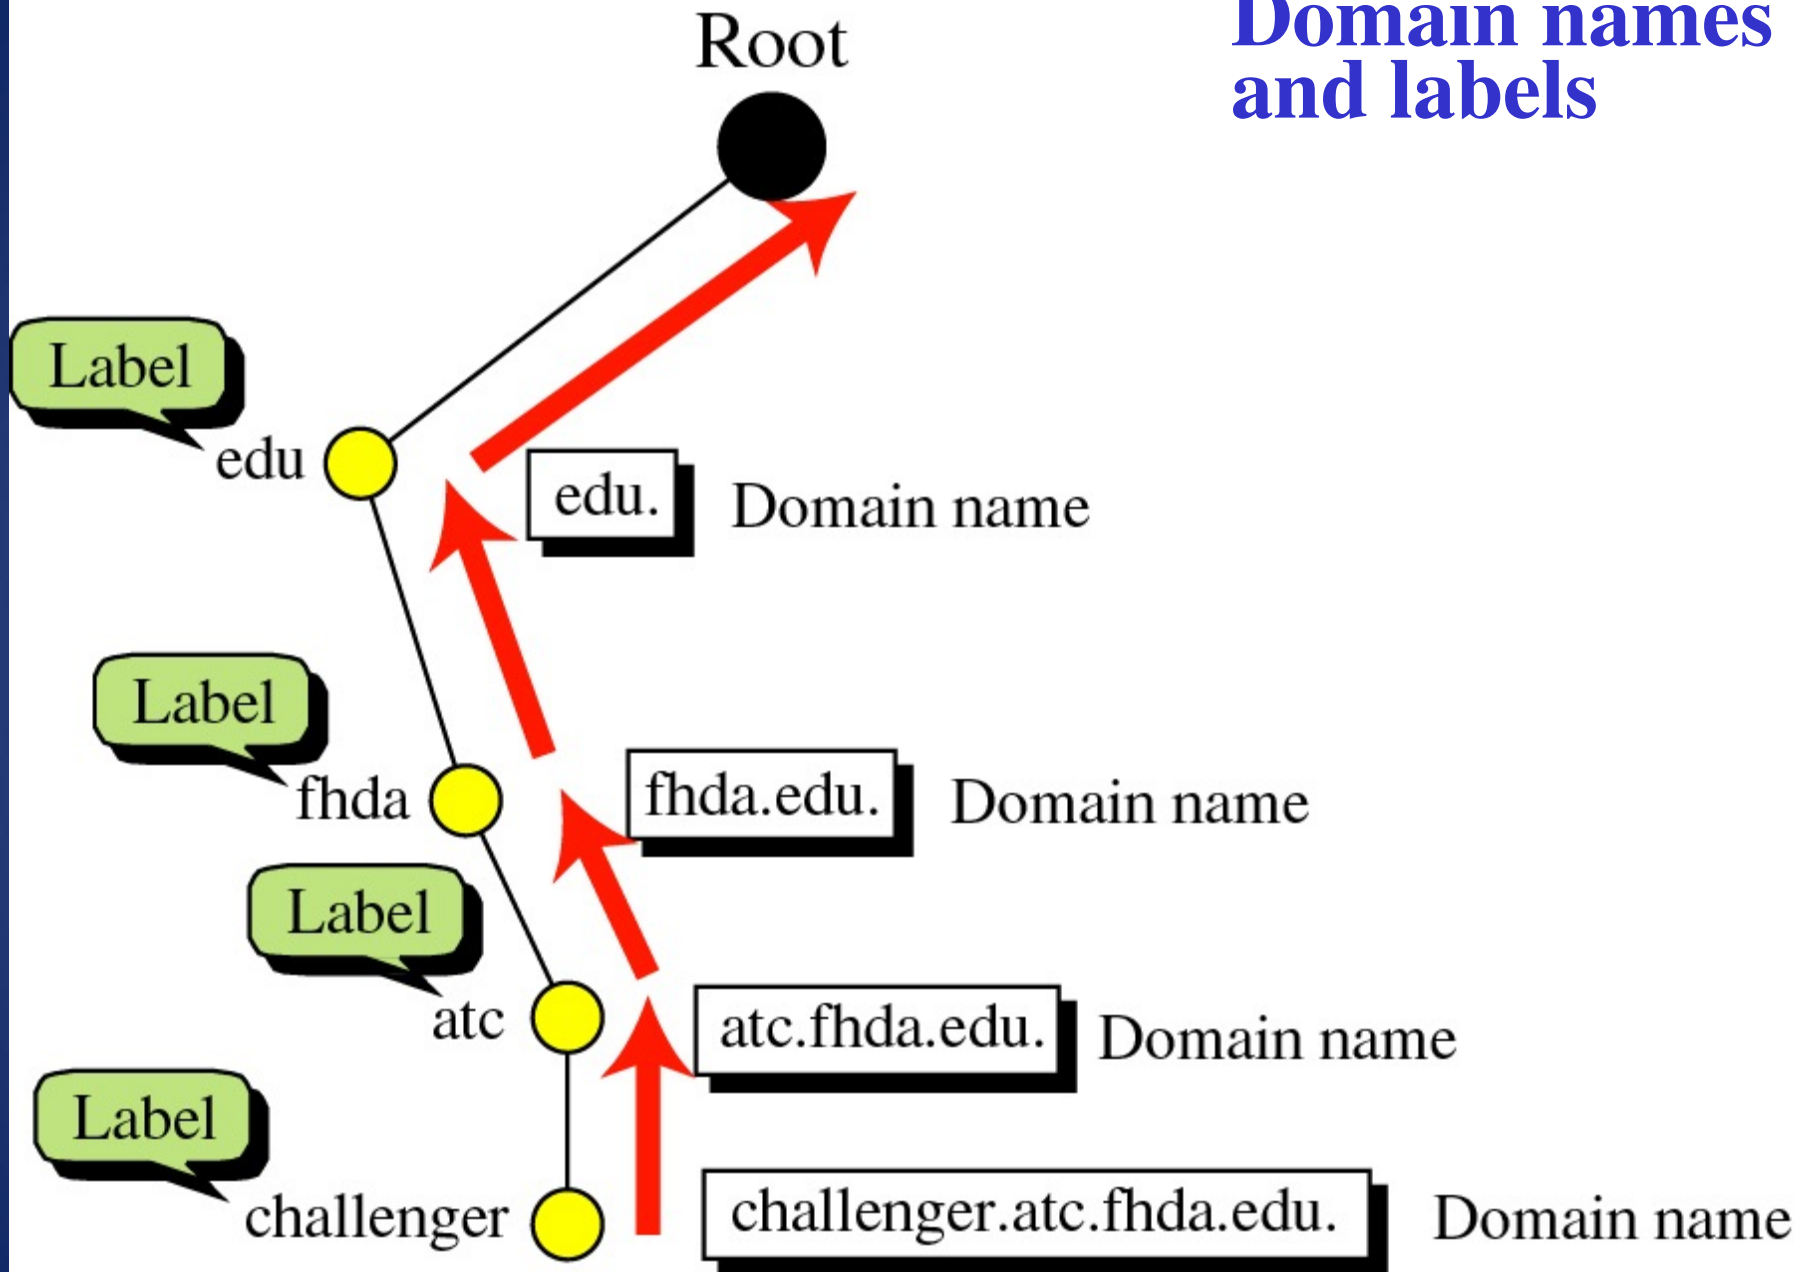 Domain names
and labels
Root
Label
edu
edu.
Domain name
Label
fhda
fhda.edu.
Domain name
Label
atc
atc.fhda.edu.
Domain name
Label
challenger
challenger.atc.fhda.edu.
Domain name